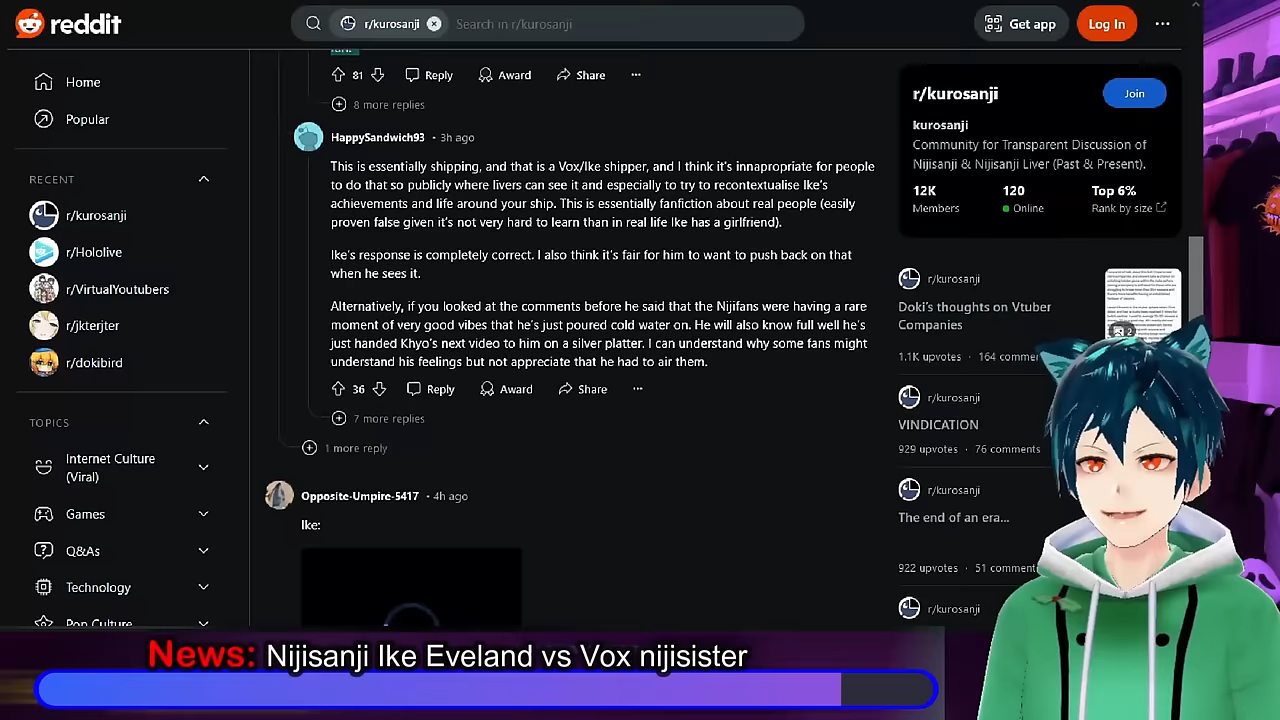 reddit
r/kurosanji
Search in r/kurosanji
Get app
Log In
Home
Popular
RECENT
r/kurosanji
r/Hololive
r/VirtualYoutubers
r/jkterjter
r/dokibird
TOPICS
Internet Culture
(Viral)
Games
Q&As
Technology
Pop Culture
81
Reply
Award
Share
8 more replies
HappySandwich93 • 3h ago
This is essentially shipping, and that is a Vox/Ike shipper, and I think it's innapropriate for people
to do that so publicly where livers can see it and especially to try to recontextualise Ike's
achievements and life around your ship. This is essentially fanfiction about real people (easily
proven false given it's not very hard to learn than in real life Ike has a girlfriend).
Ike's response is completely correct. I also think it's fair for him to want to push back on that
when he sees it.
Alternatively, and I looked at the comments before I said this, the fans were having a rare
moment of very good vibes that he's just poured cold water on. He will also know full well he's
just handed Kyo's next video to him on a silver platter. I can understand why some fans might
understand his feelings but not appreciate that he had to air them.
36
Reply
Award
Share
7 more replies
1 more reply
Opposite-Umpire-5417 • 4h ago
Ike:
r/kurosanji
Join
kurosanji
Community for Transparent Discussion of
Nijisanji & Nijisanji Liver (Past & Present).
12K
120
Top 6%
Members
Online
Rank by size
r/kurosanji
thoughts on Vtuber
Companies
1.1K upvotes
r/kurosanji
VINDICATION
929 upvotes · 76 comments
r/kurosanji
The end of an era...
922 upvotes
r/kurosanji
News: Nijisanji Ike Eveland vs Vox nijisister